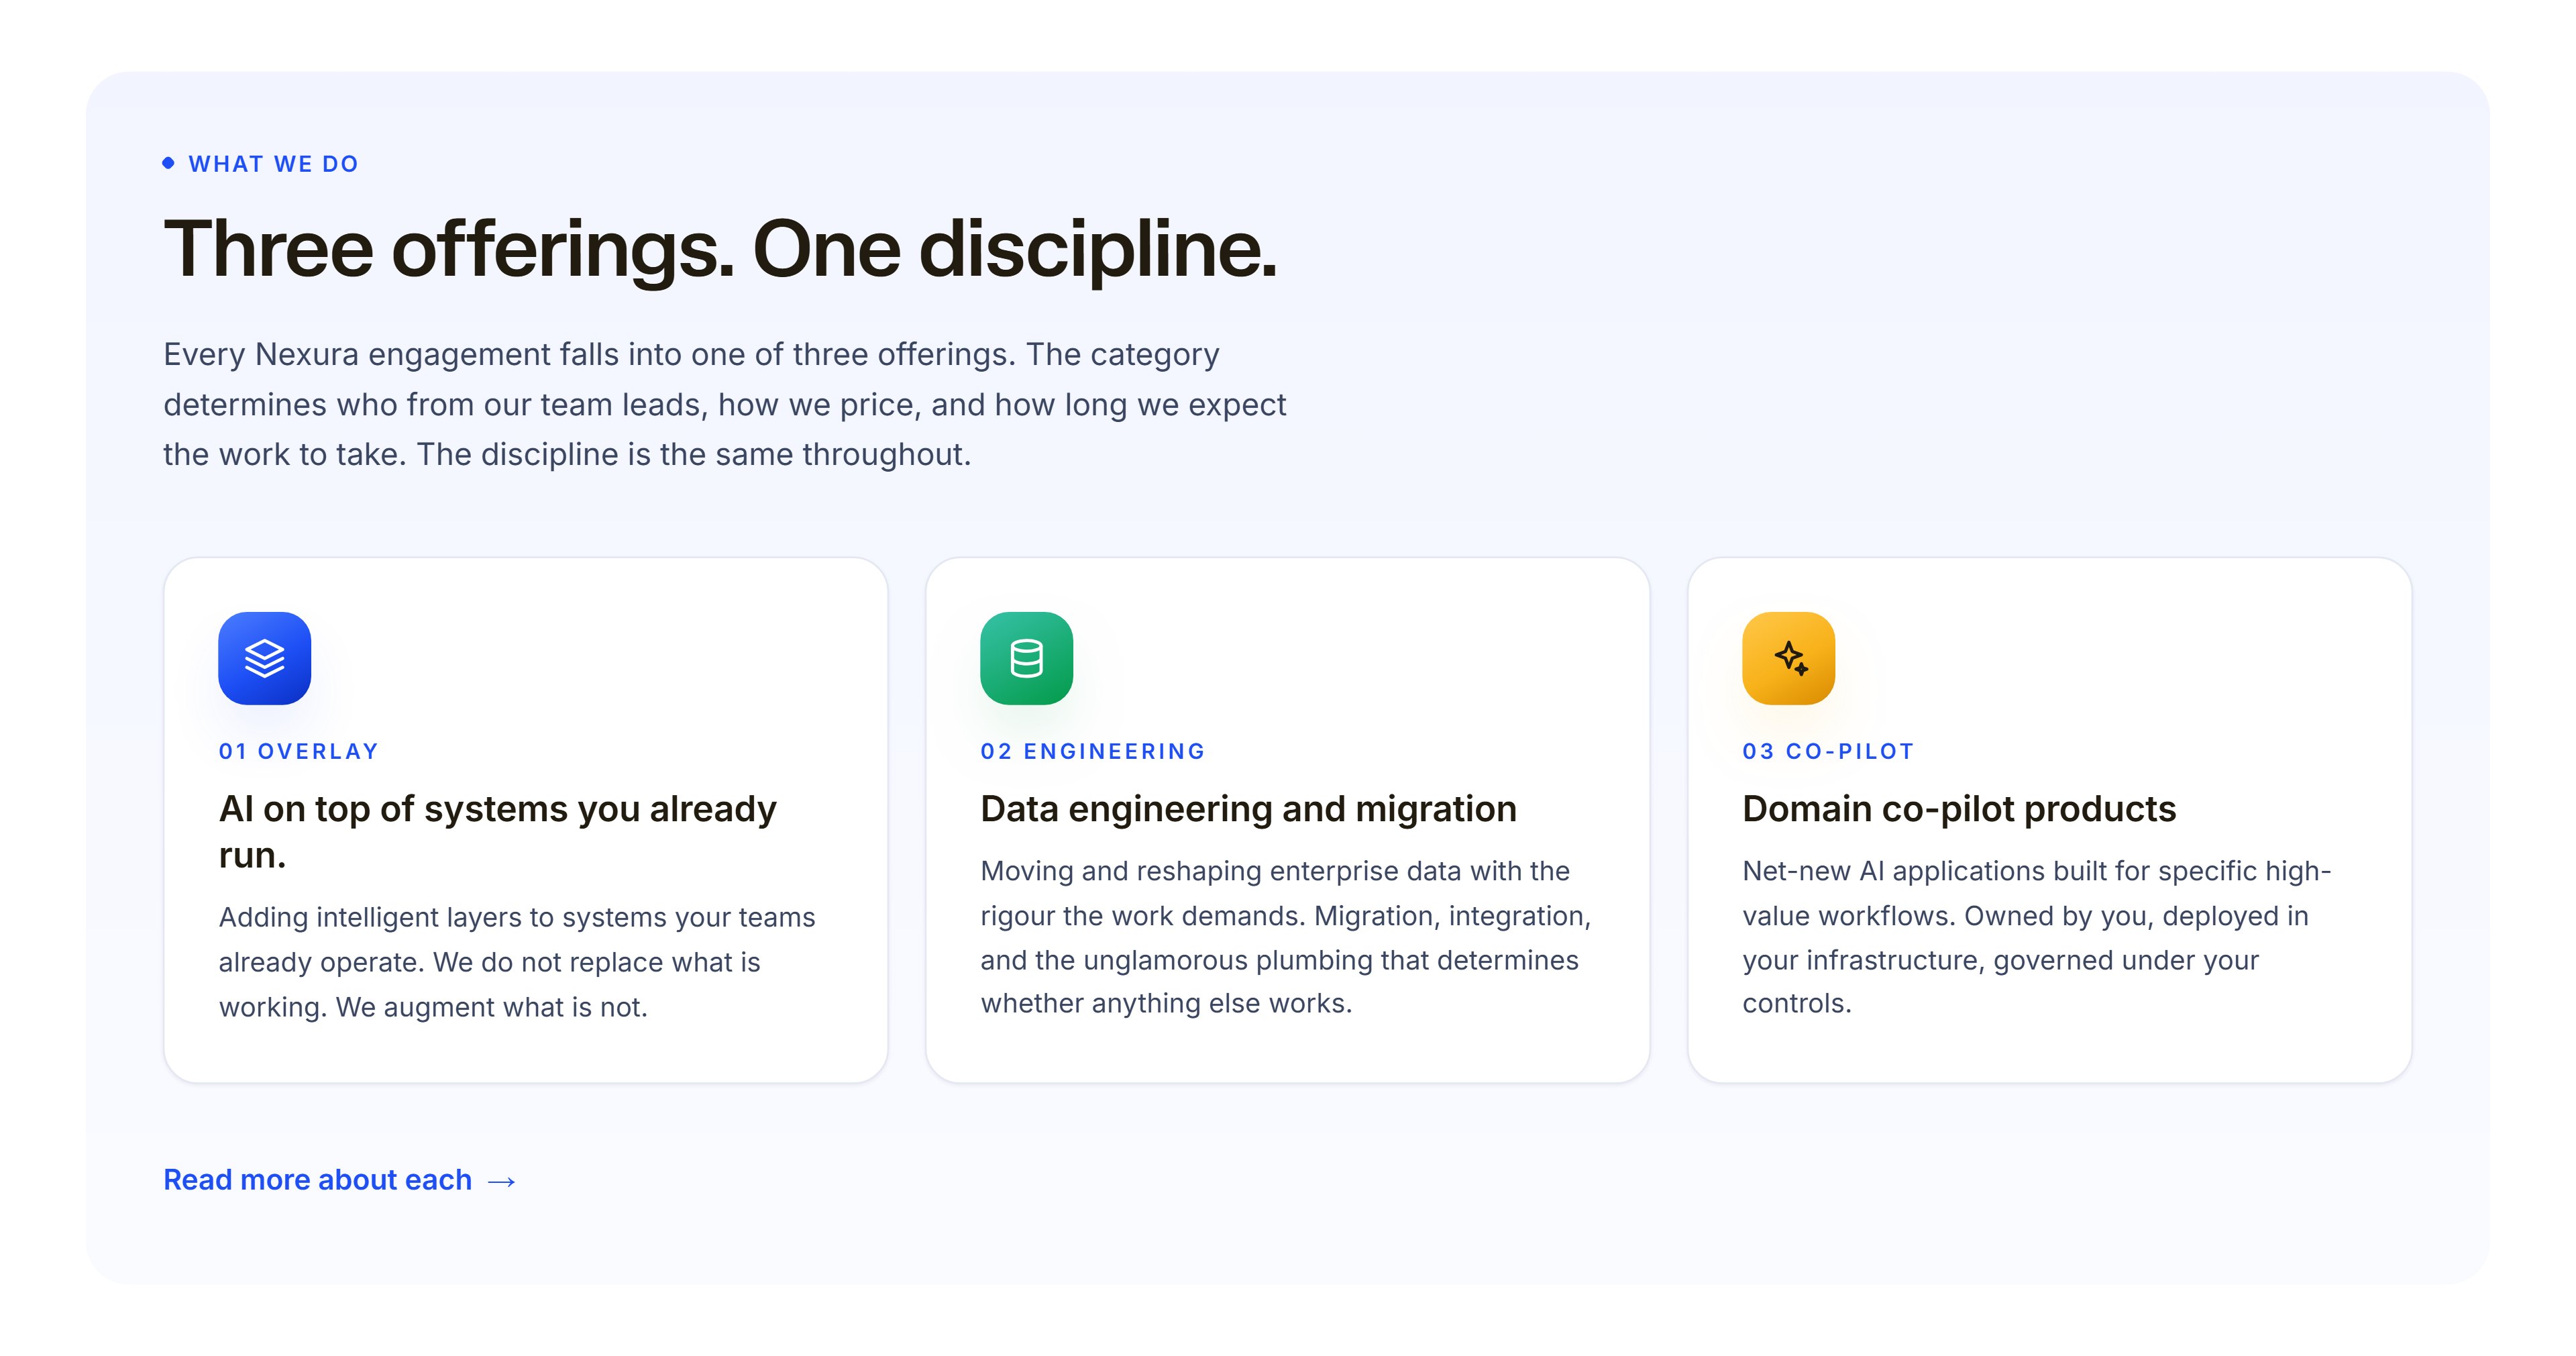 WHAT WE DO
Three offerings. One discipline.
Every Nexura engagement falls into one of three offerings. The category
determines who from our team leads, how we price, and how long we expect
the work to take. The discipline is the same throughout.
01 OVERLAY
AI on top of systems you already
run.
Adding intelligent layers to systems your teams
already operate. We do not replace what is
working. We augment what is not.
02 ENGINEERING
Data engineering and migration
Moving and reshaping enterprise data with the
rigour the work demands. Migration, integration,
and the unglamorous plumbing that determines
whether anything else works.
03 CO-PILOT
Domain co-pilot products
Net-new AI applications built for specific high-
value workflows. Owned by you, deployed in
your infrastructure, governed under your
controls.
Read more about each →